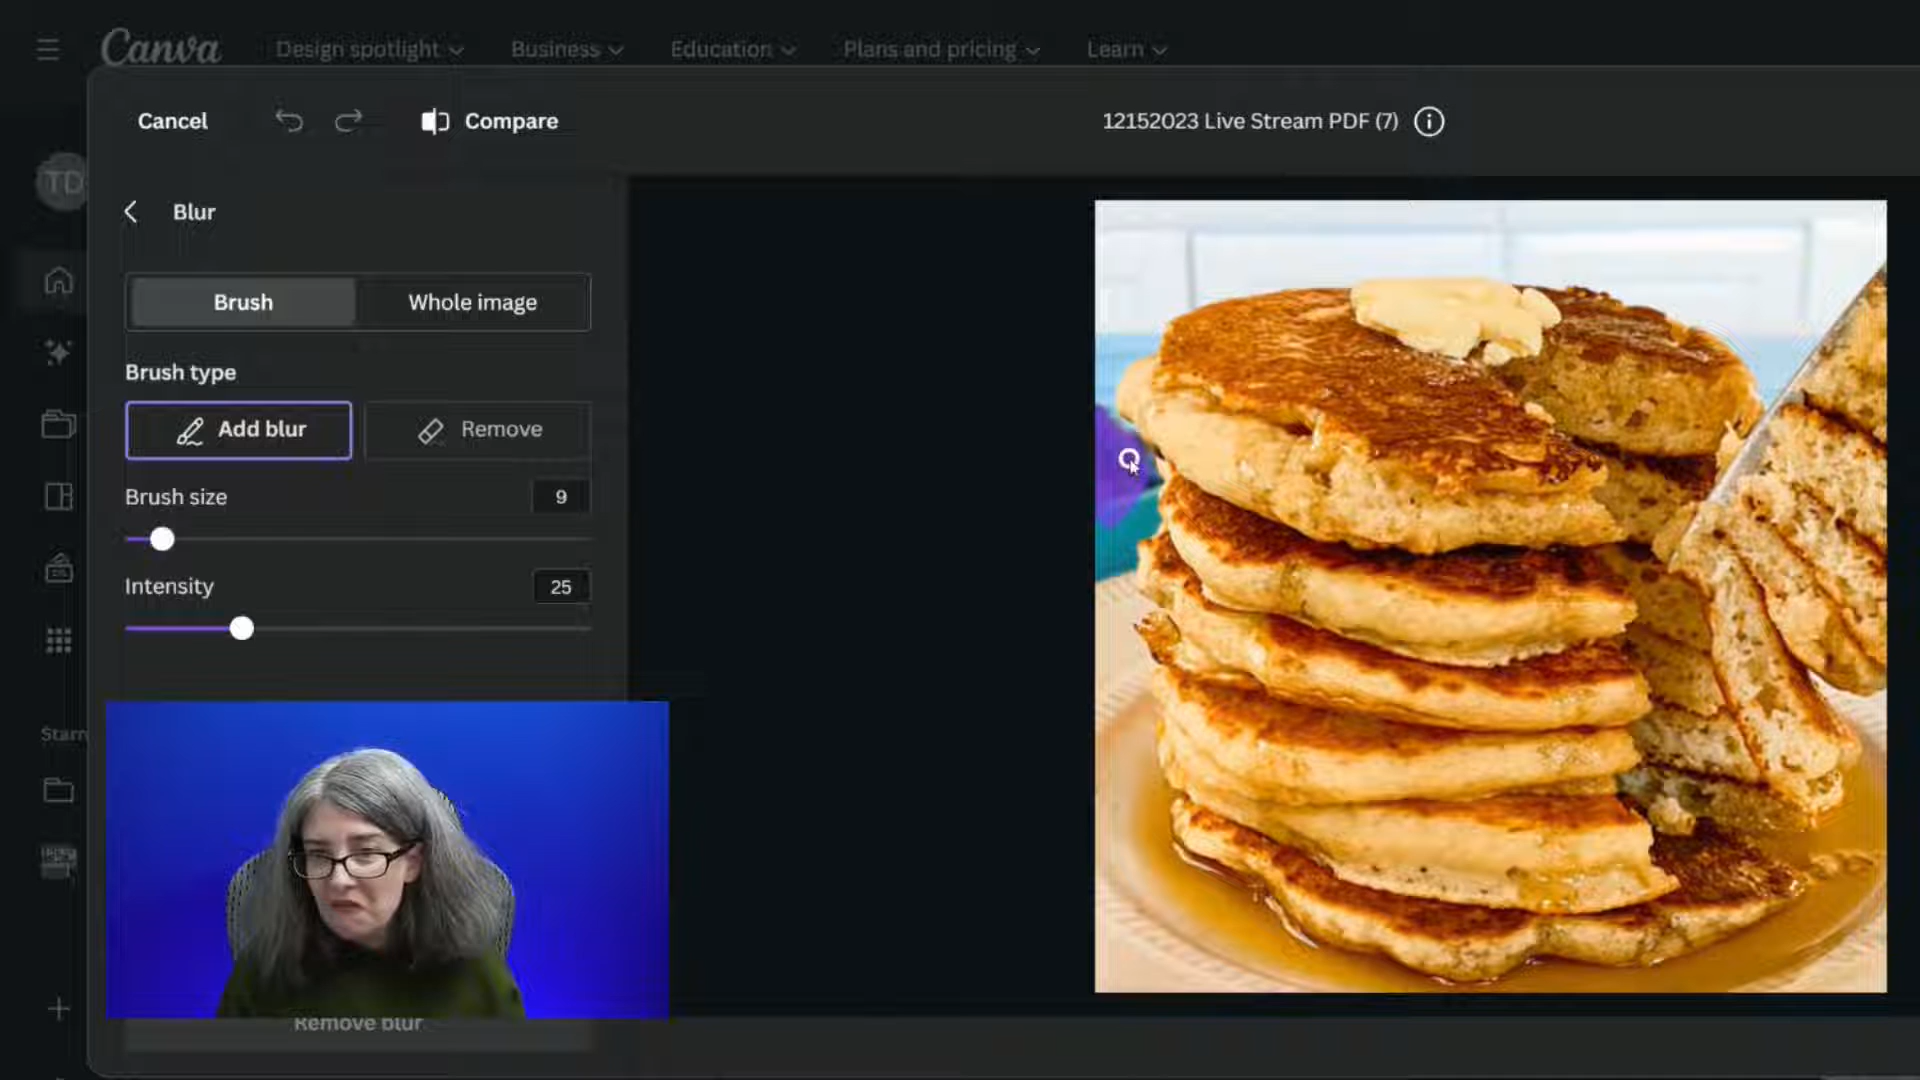 Canva Design spotlight Business Education Plans and pricing Learn
Cancel Compare 12152023 Live Stream PDF (7)
TD
Blur
Brush Whole image
Brush type
Add blur Remove
Brush size 9
Intensity 25
Starr
Remove blur